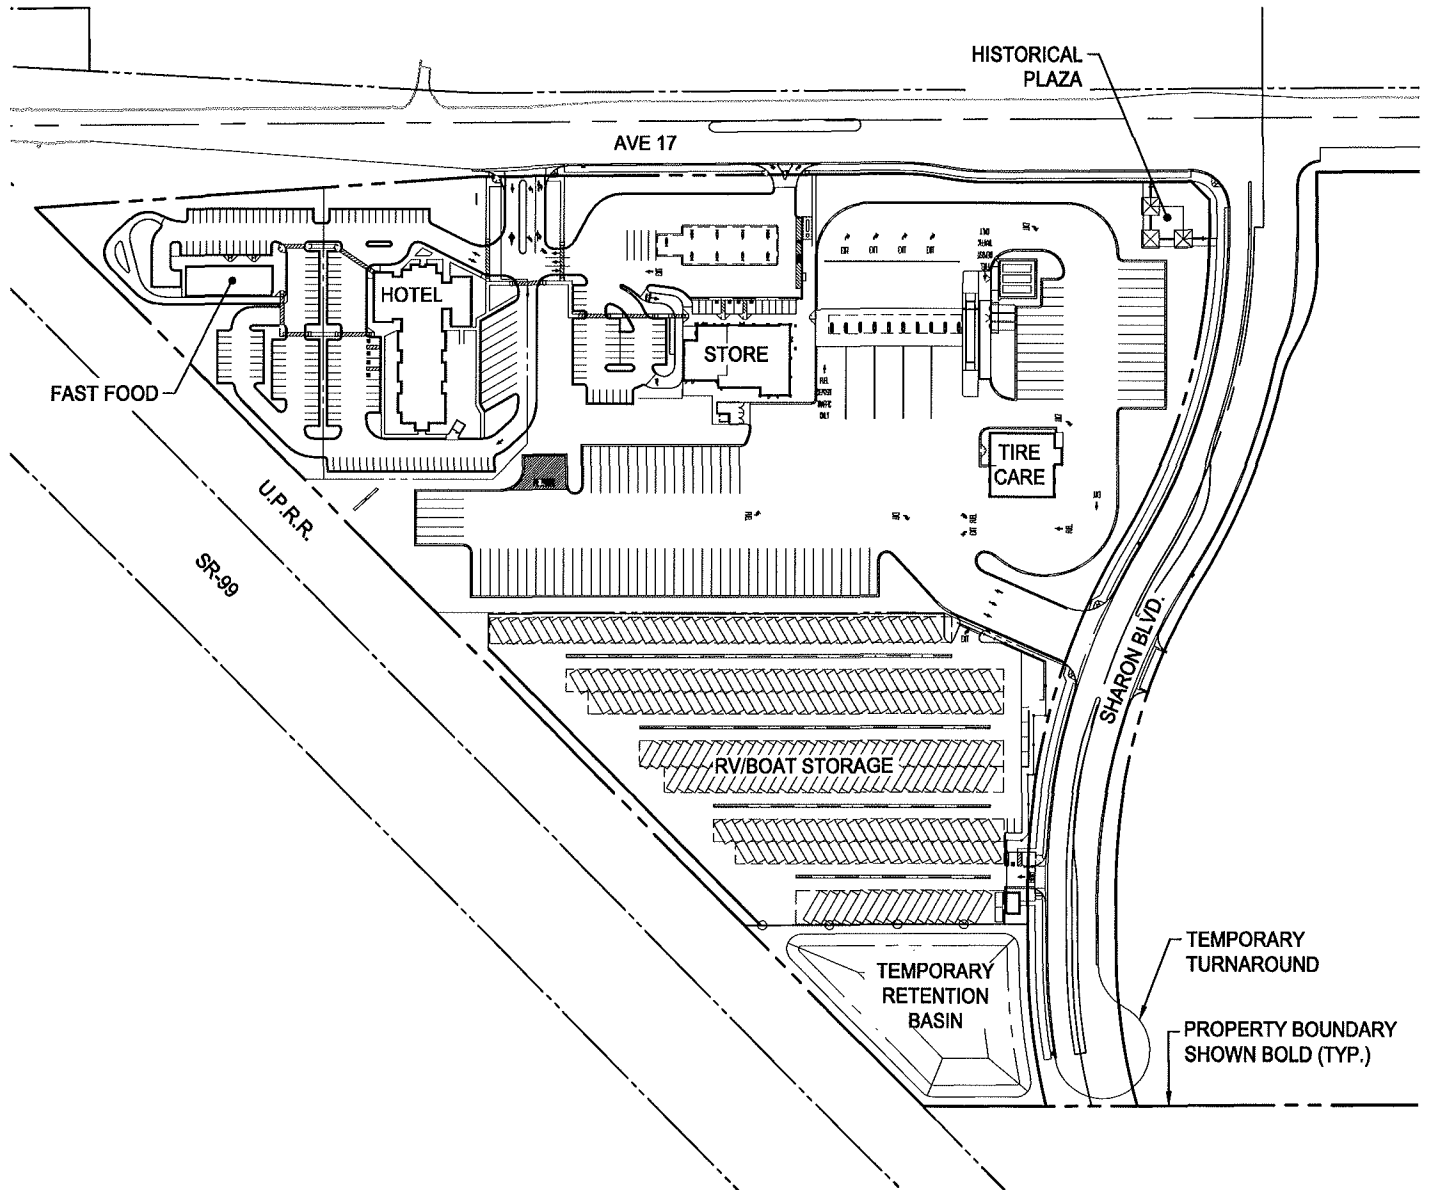 HISTORICAL
PLAZA
AVE 17
HOTEL
STORE
FAST FOOD
TIRE
CARE
U.P.R.R.
SR-99
SHARON BLVD.
RV/BOAT STORAGE
TEMPORARY
TURNAROUND
TEMPORARY
RETENTION
BASIN
PROPERTY BOUNDARY
SHOWN BOLD (TYP.)